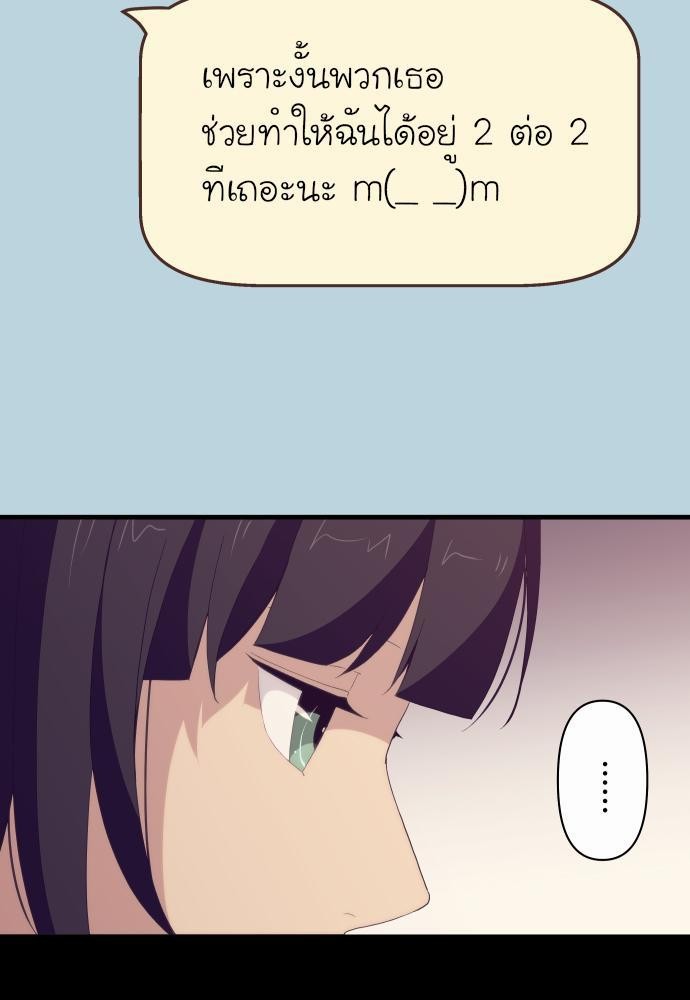 เพราะงั้นพวกเธอ
ช่วยทำให้ฉันได้อยู่ 2 ต่อ 2
ทีเถอะนะ m(_ _)m
......